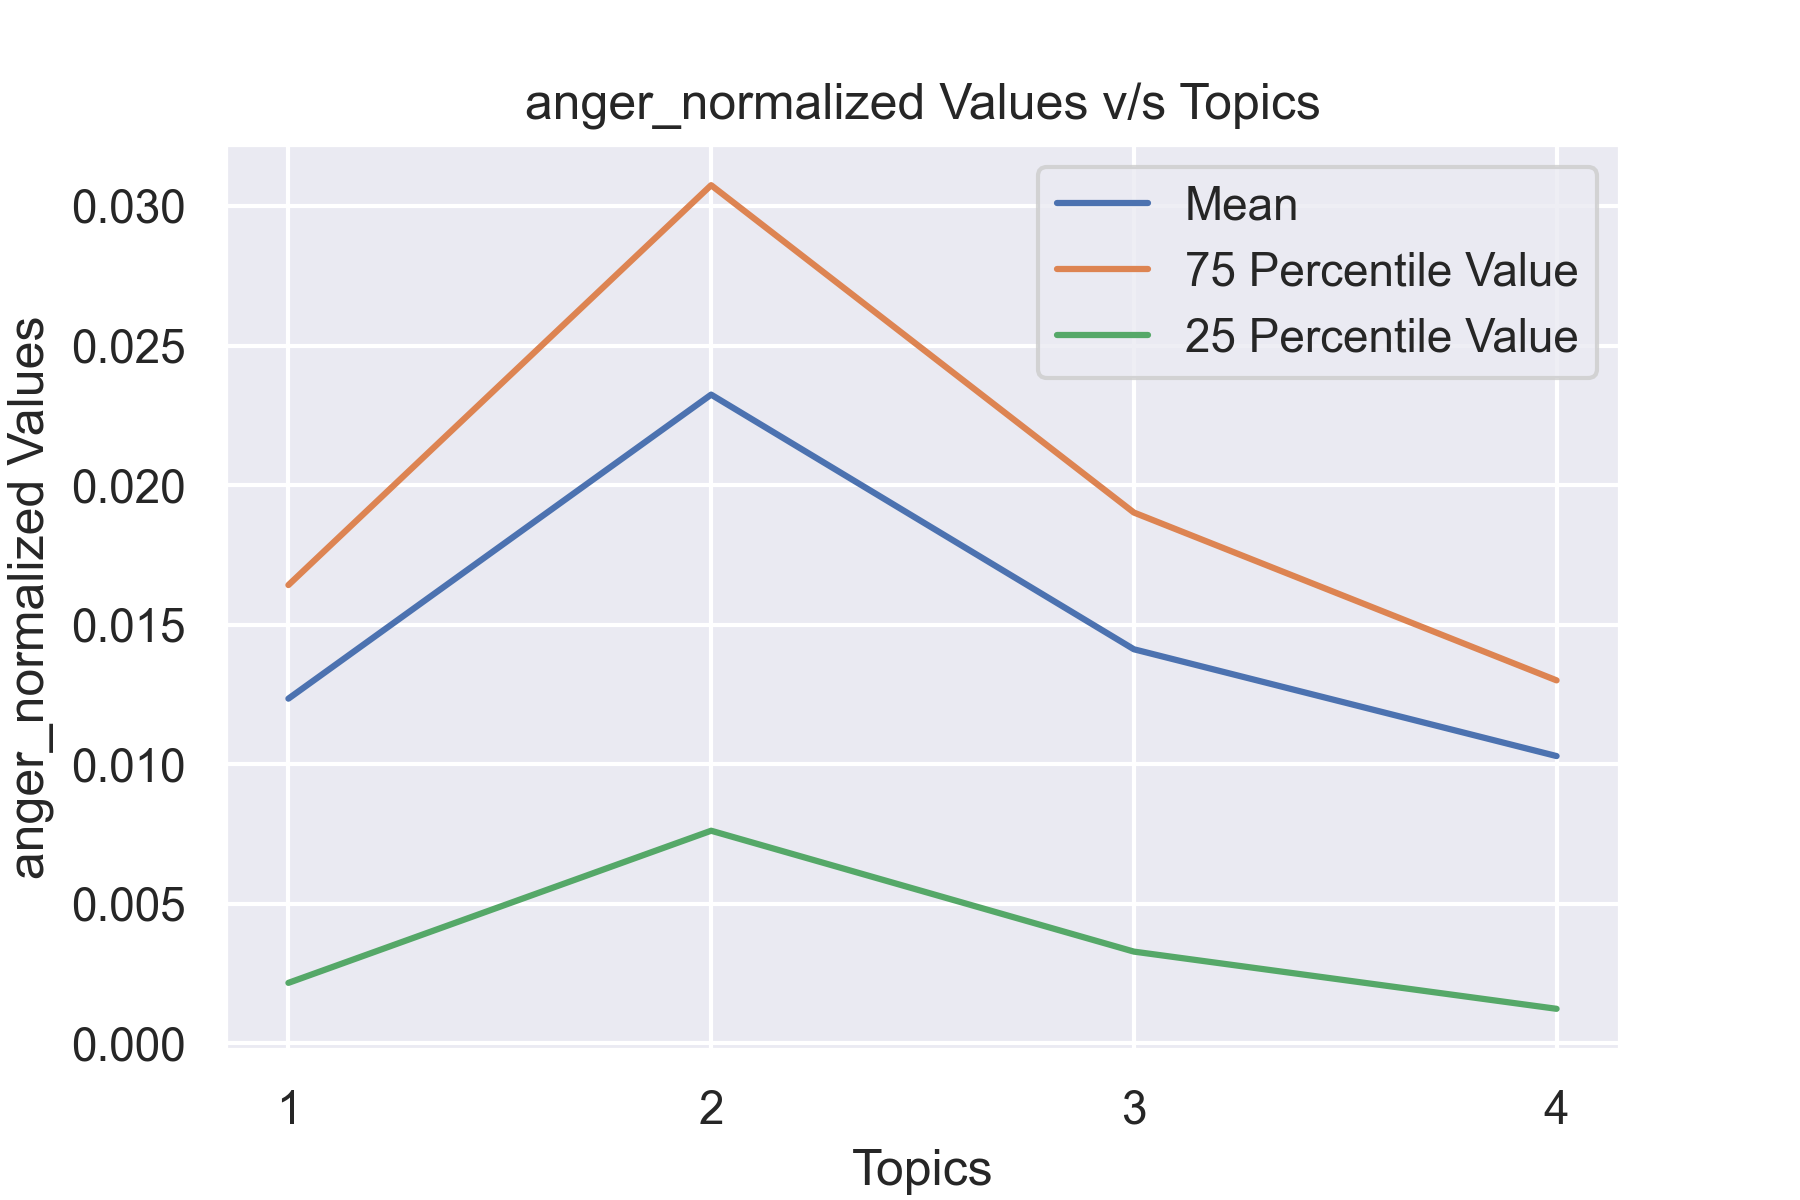 anger_normalized Values v/s Topics
Mean
75 Percentile Value
25 Percentile Value
anger_normalized Values
0.030
0.025
0.020
0.015
0.010
0.005
0.000
1 2 3 4
Topics